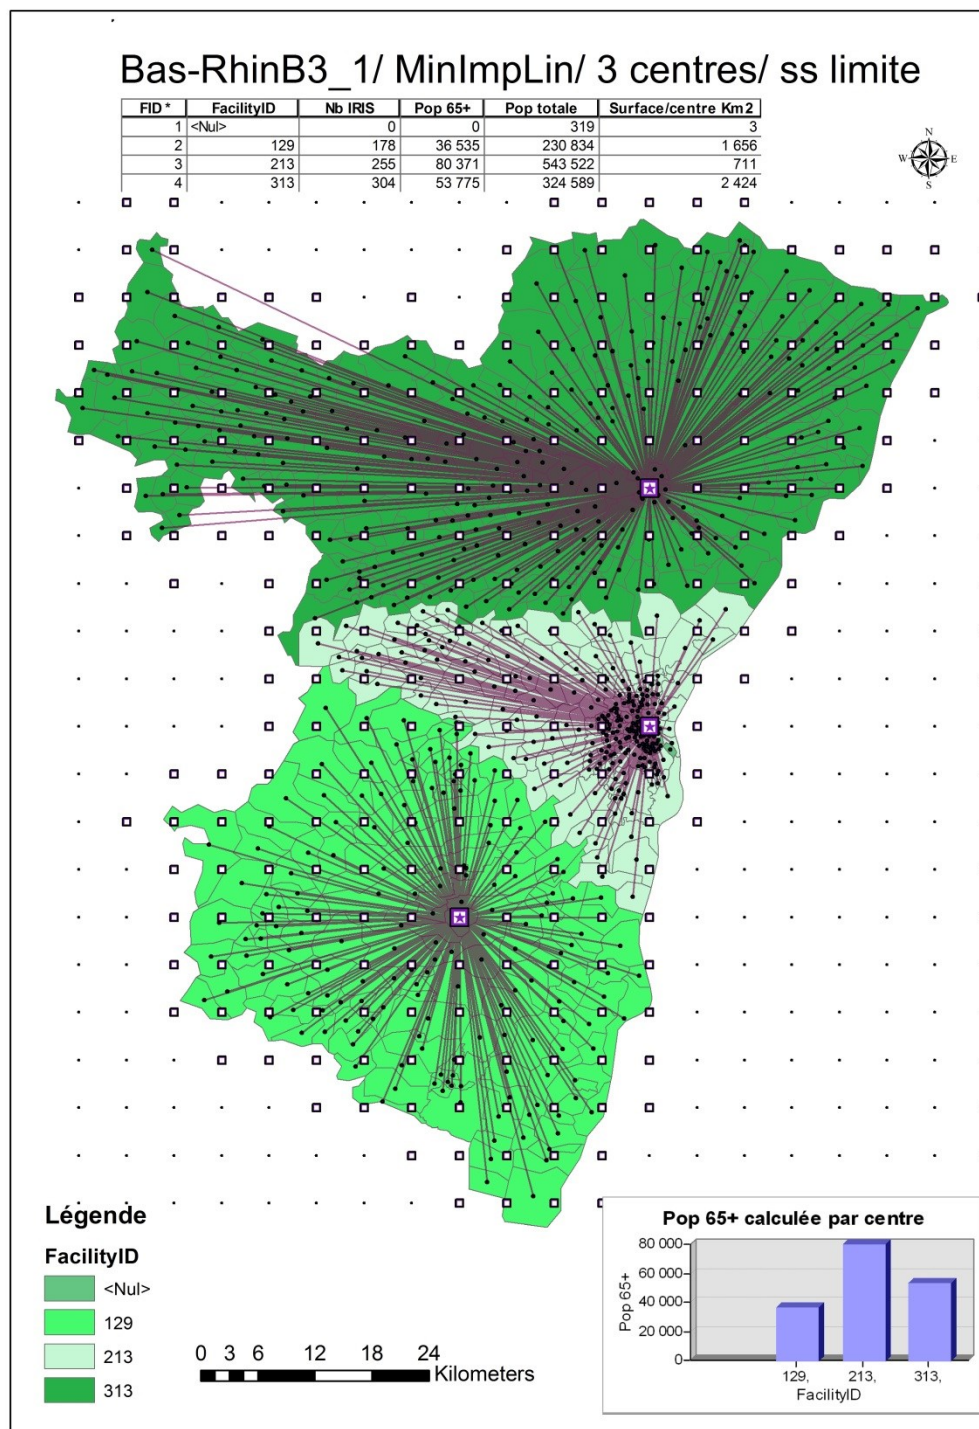 Bas-RhinB3_1/ MinImpLin/ 3 centres/ ss limite
FID * FacilityID Nb IRIS Pop 65+ Pop totale Surface/centre Km2
1 <Nul> 0 0 319 3
2 129 178 36 535 230 834 1 656
3 213 255 80 371 543 522 711
4 313 304 53 775 324 589 2 424
N
W E
S
Légende
FacilityID
<Nul>
129
213
313
0 3 6 12 18 24
Kilometers
Pop 65+ calculée par centre
Pop 65+
80 000
60 000
40 000
20 000
0
129, 213, 313,
FacilityID